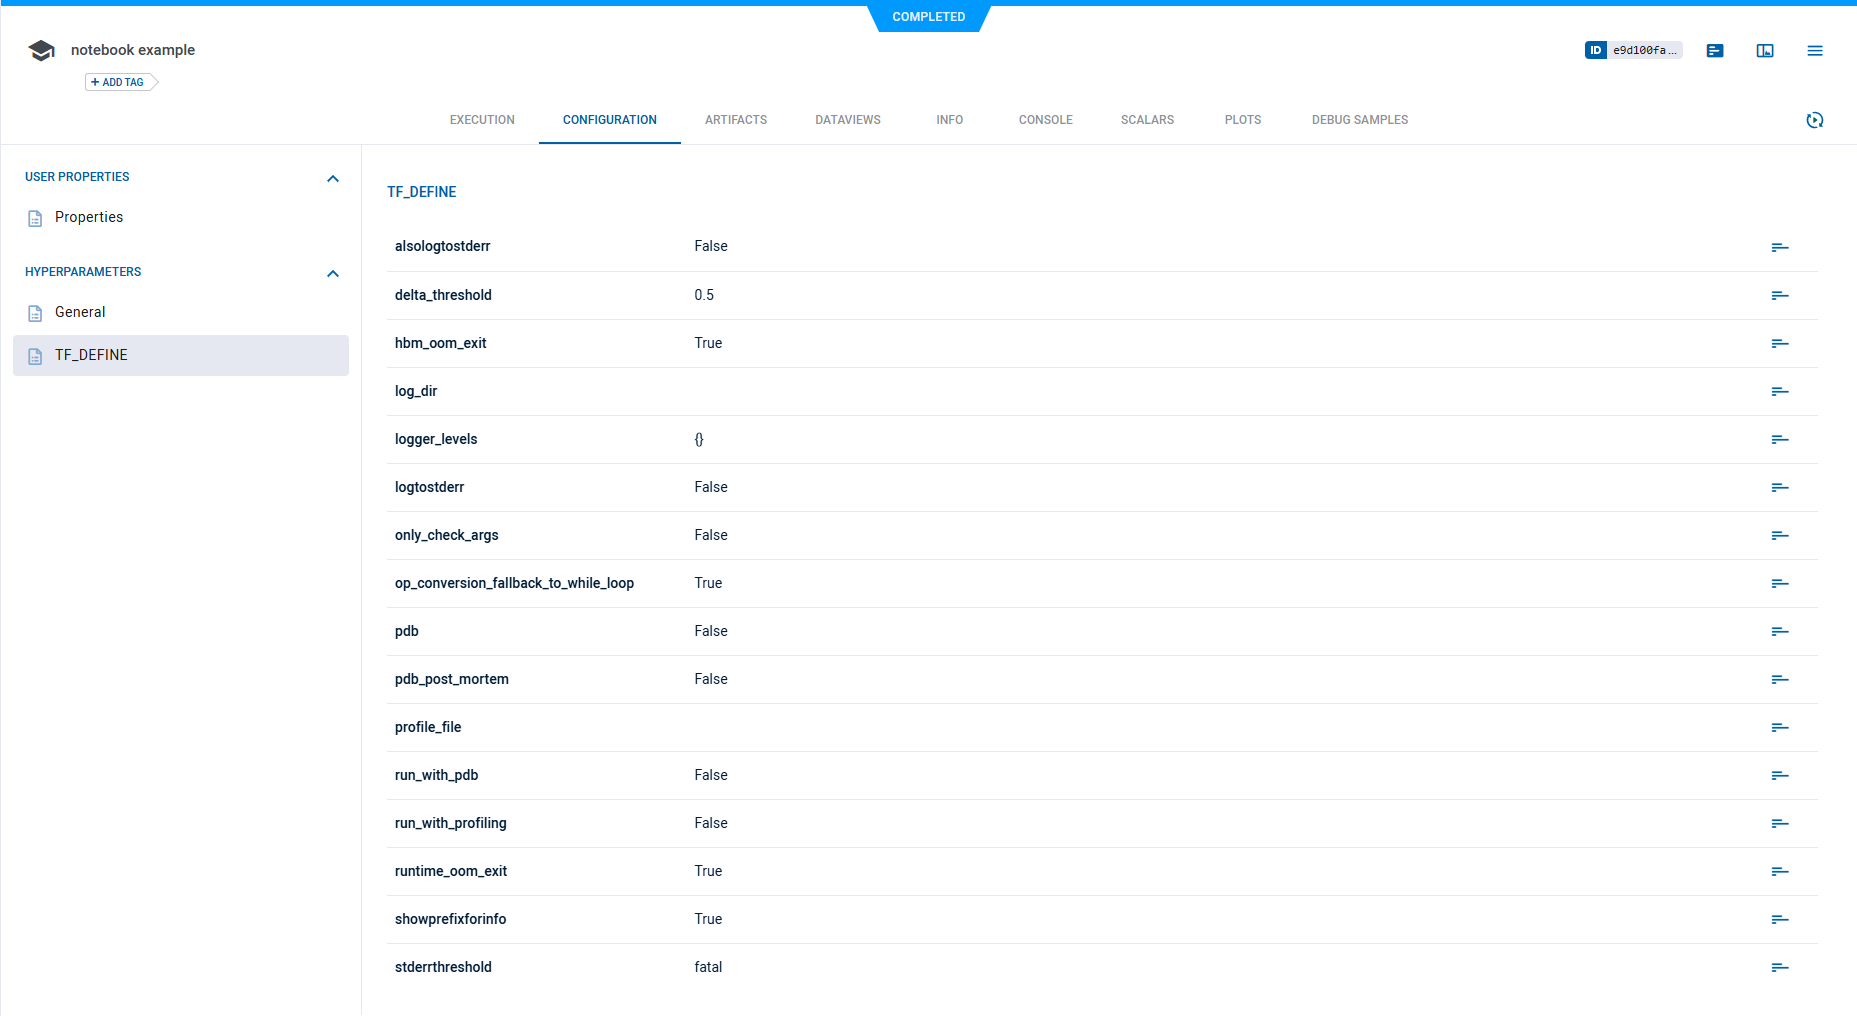 COMPLETED
notebook example
ID e9d100fa...
+ ADD TAG
EXECUTION CONFIGURATION ARTIFACTS DATAVIEWS INFO CONSOLE SCALARS PLOTS DEBUG SAMPLES
USER PROPERTIES
Properties
HYPERPARAMETERS
General
TF_DEFINE
TF_DEFINE
alsologtostderr False
delta_threshold 0.5
hbm_oom_exit True
log_dir
logger_levels {}
logtostderr False
only_check_args False
op_conversion_fallback_to_while_loop True
pdb False
pdb_post_mortem False
profile_file
run_with_pdb False
run_with_profiling False
runtime_oom_exit True
showprefixforinfo True
stderrthreshold fatal